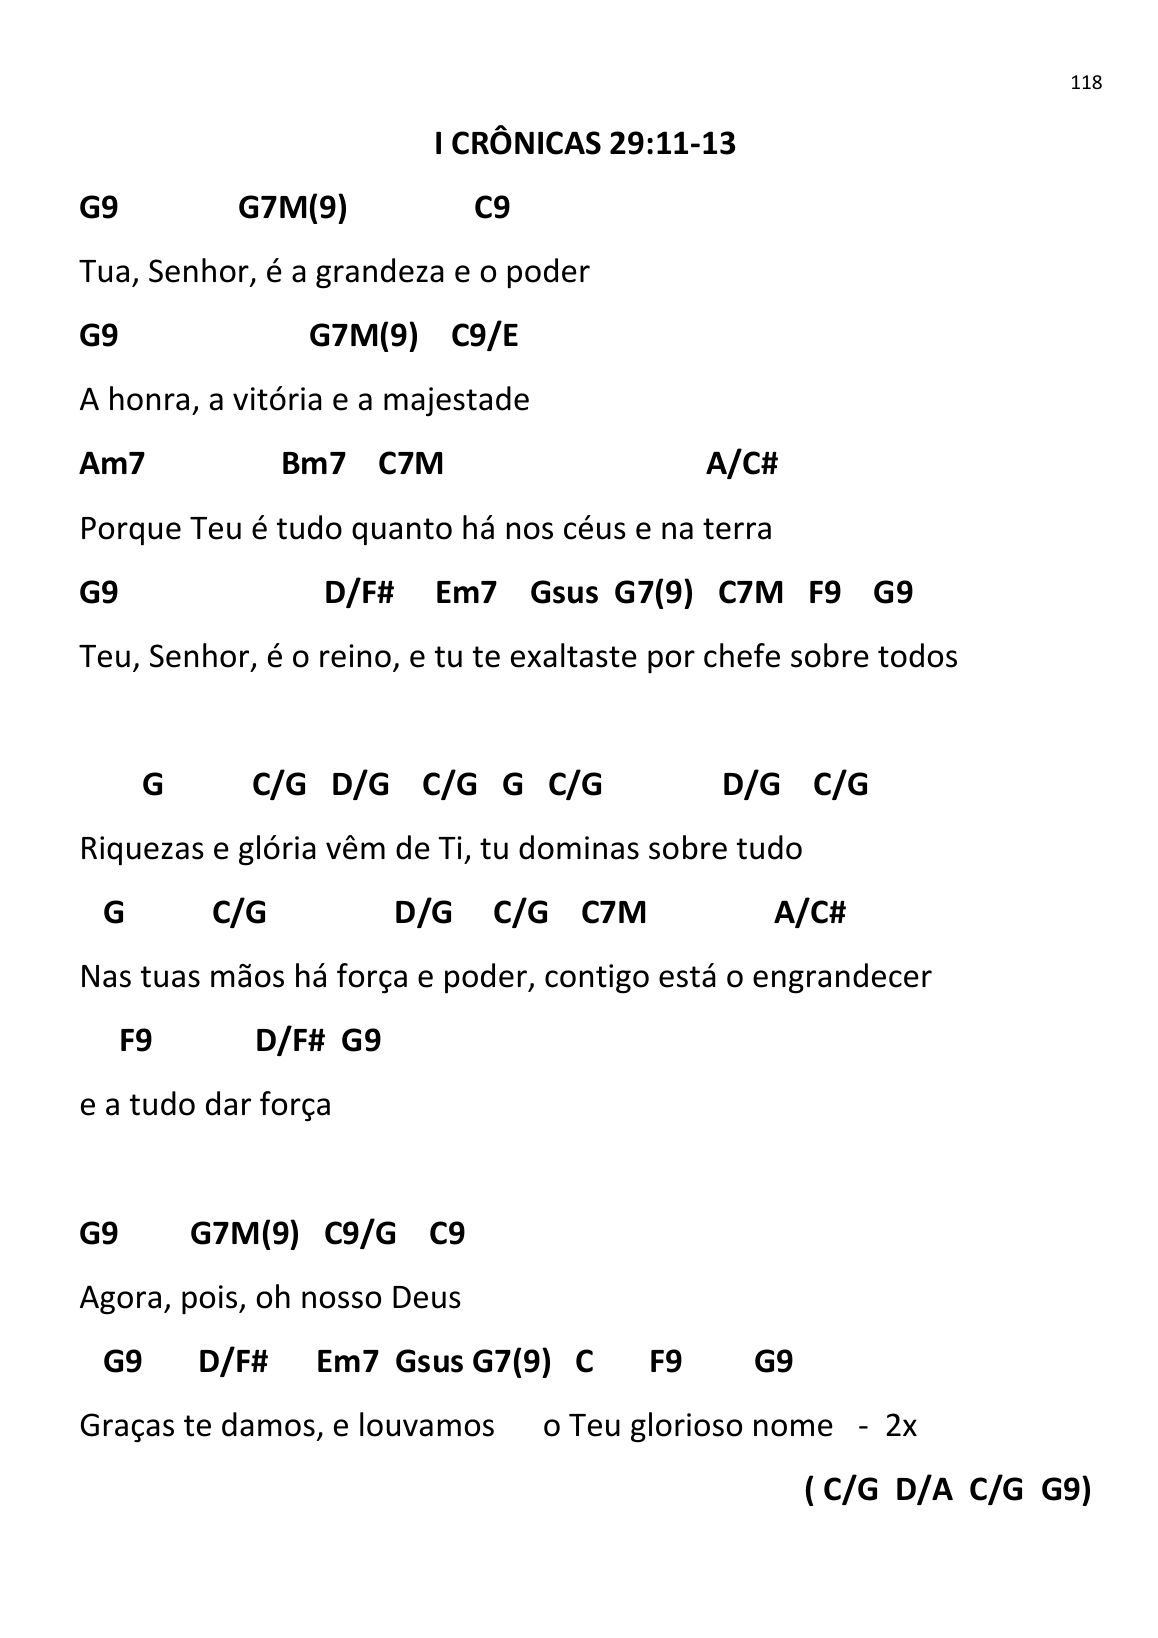 118
I CRÔNICAS 29:11-13
G9 G7M(9) C9
Tua, Senhor, é a grandeza e o poder
G9 G7M(9) C9/E
A honra, a vitória e a majestade
Am7 Bm7 C7M A/C#
Porque Teu é tudo quanto há nos céus e na terra
G9 D/F# Em7 Gsus G7(9) C7M F9 G9
Teu, Senhor, é o reino, e tu te exaltaste por chefe sobre todos
G C/G D/G C/G G C/G D/G C/G
Riquezas e glória vêm de Ti, tu dominas sobre tudo
G C/G D/G C/G C7M A/C#
Nas tuas mãos há força e poder, contigo está o engrandecer
F9 D/F# G9
e a tudo dar força
G9 G7M(9) C9/G C9
Agora, pois, oh nosso Deus
G9 D/F# Em7 Gsus G7(9) C F9 G9
Graças te damos, e louvamos o Teu glorioso nome - 2x
( C/G D/A C/G G9)